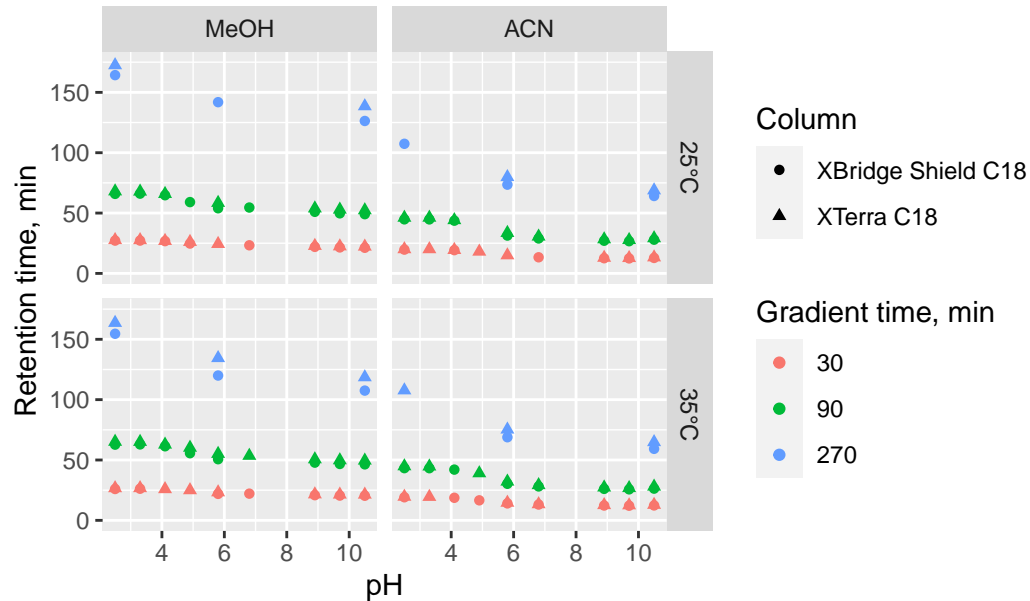 MeOH
ACN
Retention time, min
150
100
50
0
25°C
150
100
50
0
35°C
4
6
8
10
4
6
8
10
pH
Column
XBridge Shield C18
XTerra C18
Gradient time, min
30
90
270